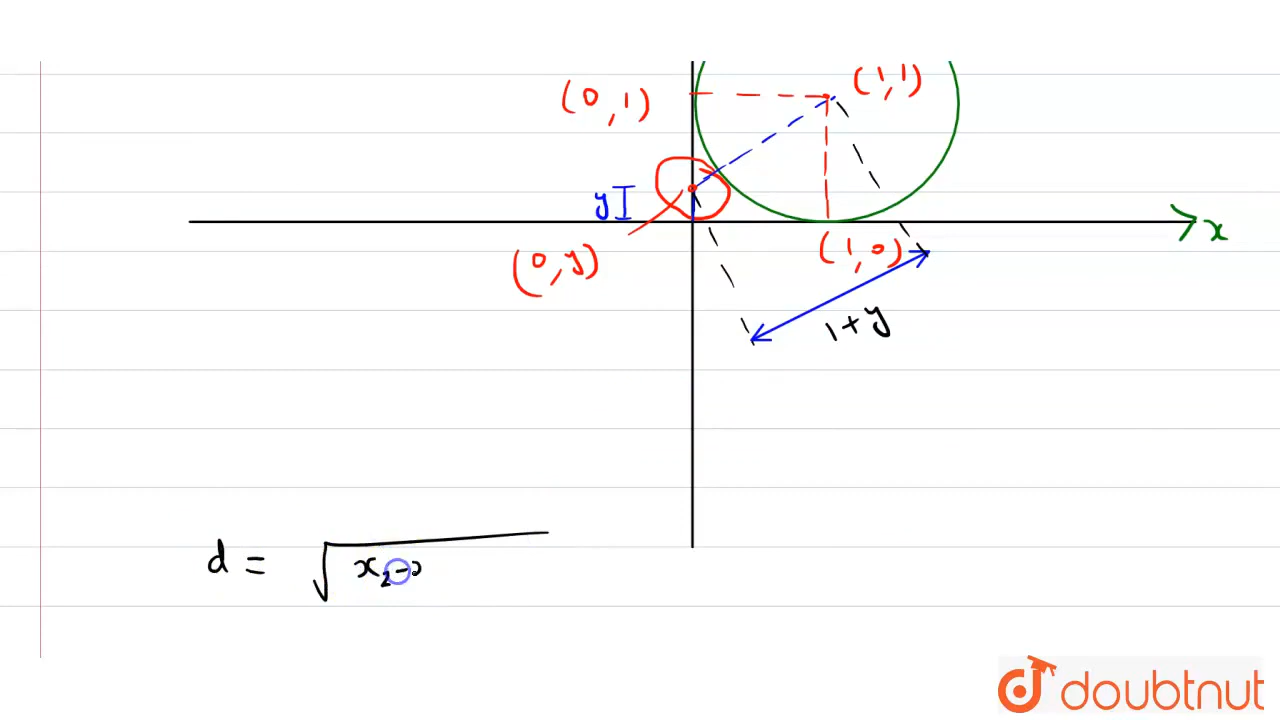 (1,1)
(0,1)
y
x
(0,y)
(1,0)
1+y
d = √x₂-
doubtnut